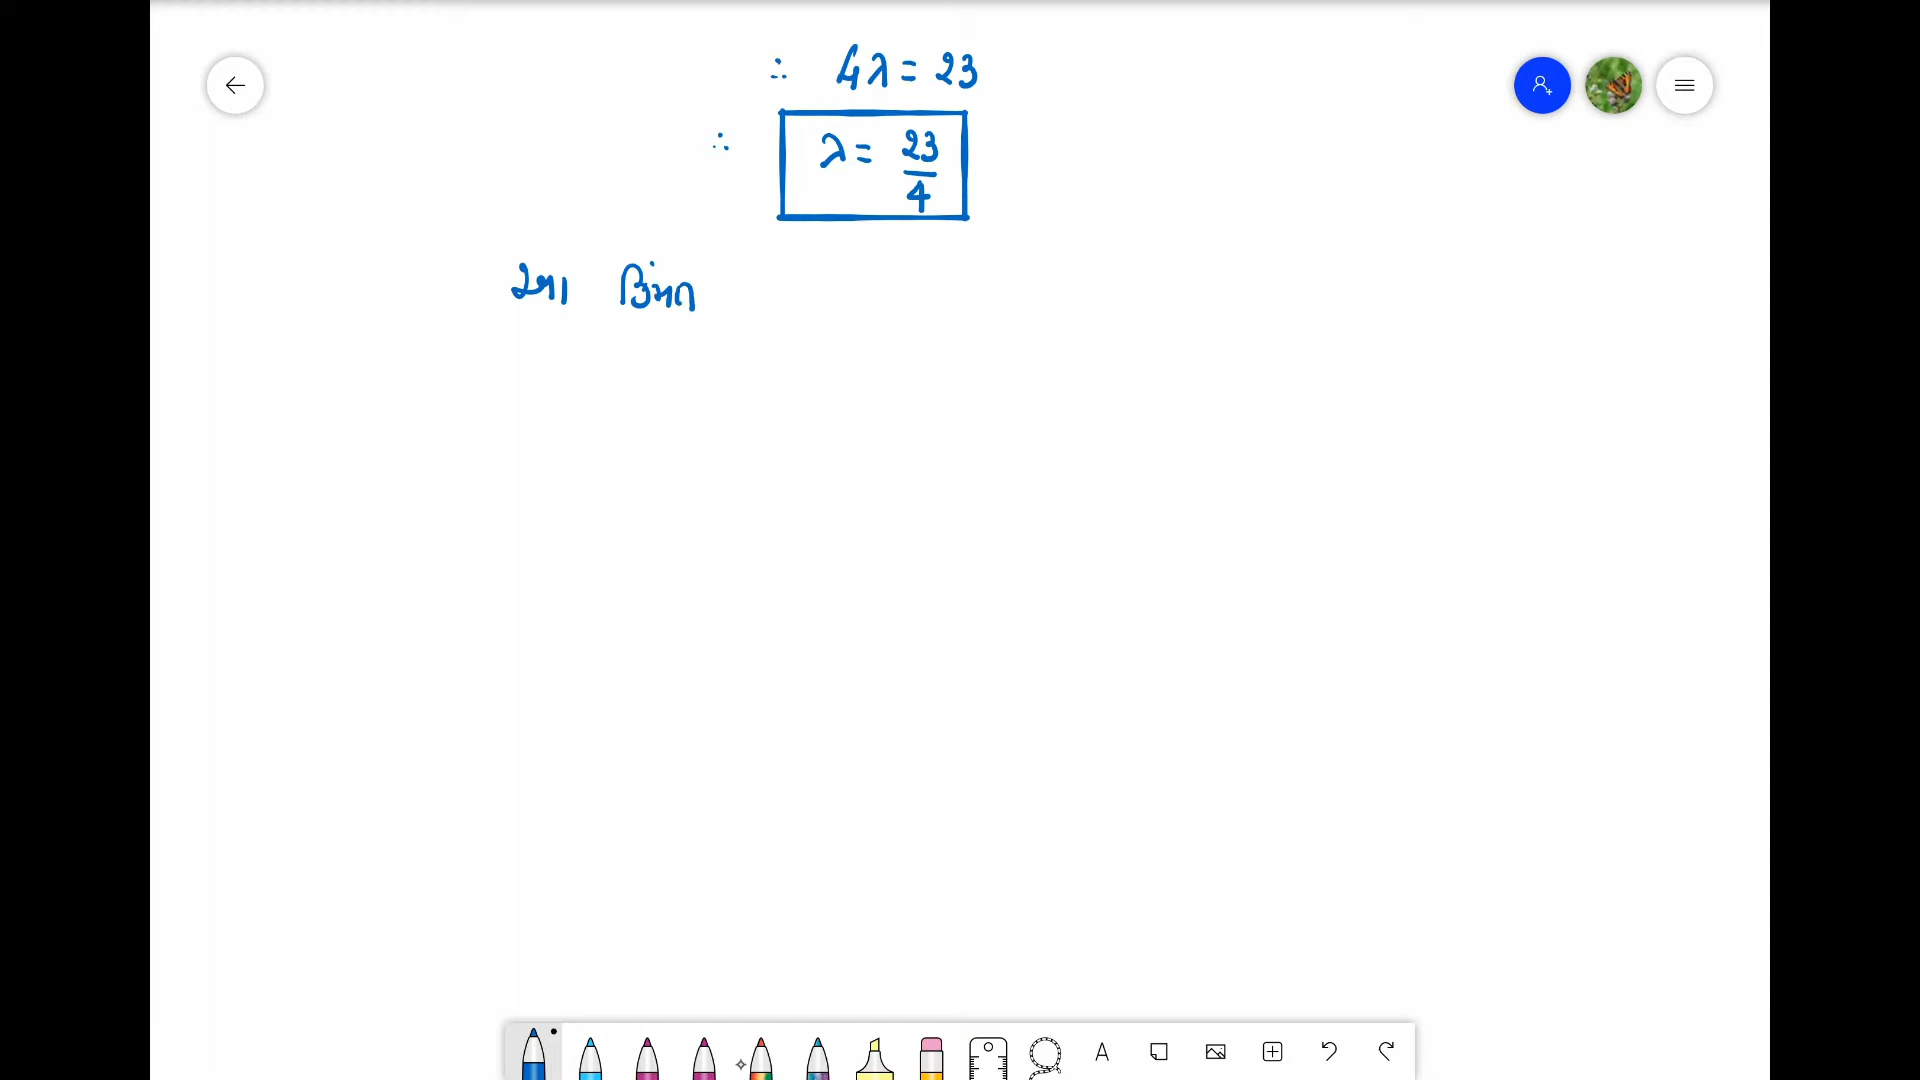 ∴ 4λ = 23
∴ λ = 23/4
આ કિંમત